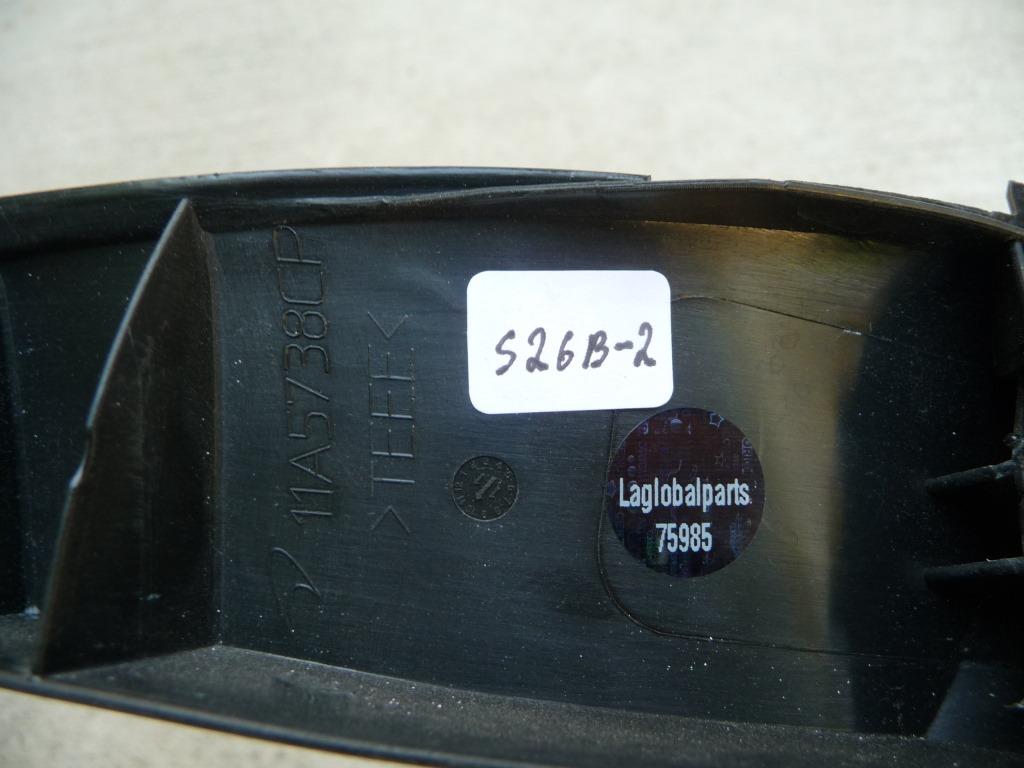 11A5738CP
>TEEE<
S26B-2
Laglobalparts
75985